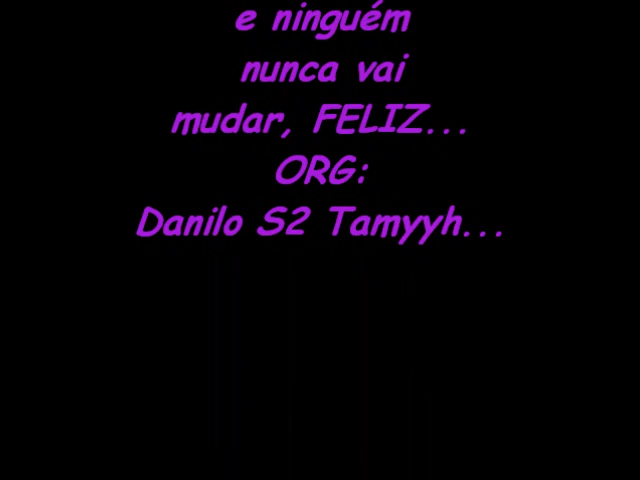 e ninguém
nunca vai
mudar, FELIZ...
ORG:
Danilo S2 Tamyyh...